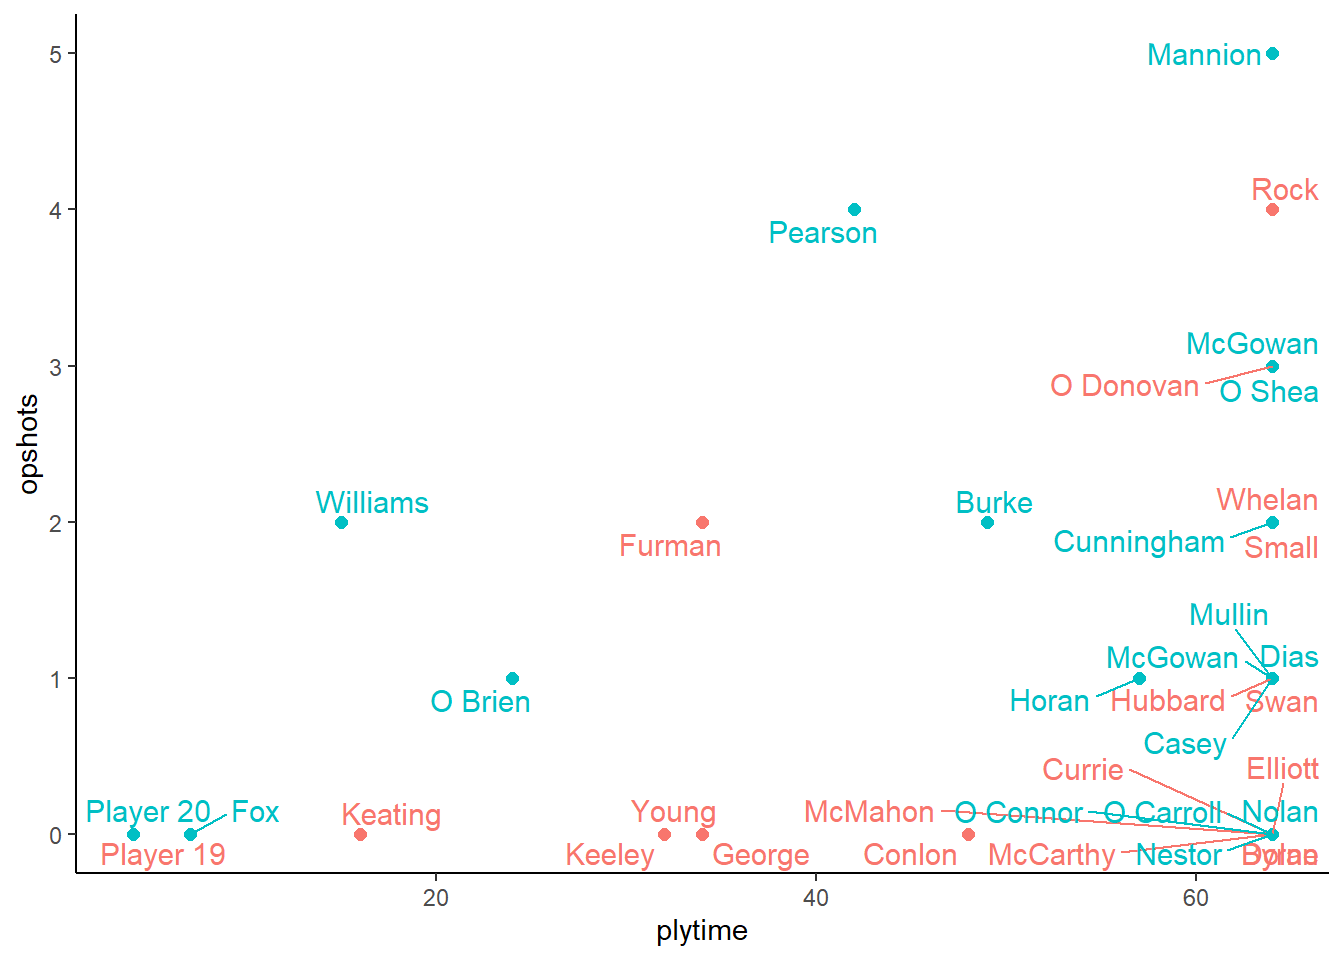 5
Mannion
Rock
4
Pearson
McGowan
3
O Donovan
O Shea
Williams
Burke
Whelan
2
Furman
Cunningham
Small
Mullin
McGowan
Dias
1
O Brien
Horan
Hubbard
Swan
Casey
Currie
Elliott
Player 20
Fox
Keating
Young
McMahon
O Connor
O Carroll
Nolan
0
Player 19
Keeley
George
Conlon
McCarthy
Nestor
20
40
60
plytime
opshots